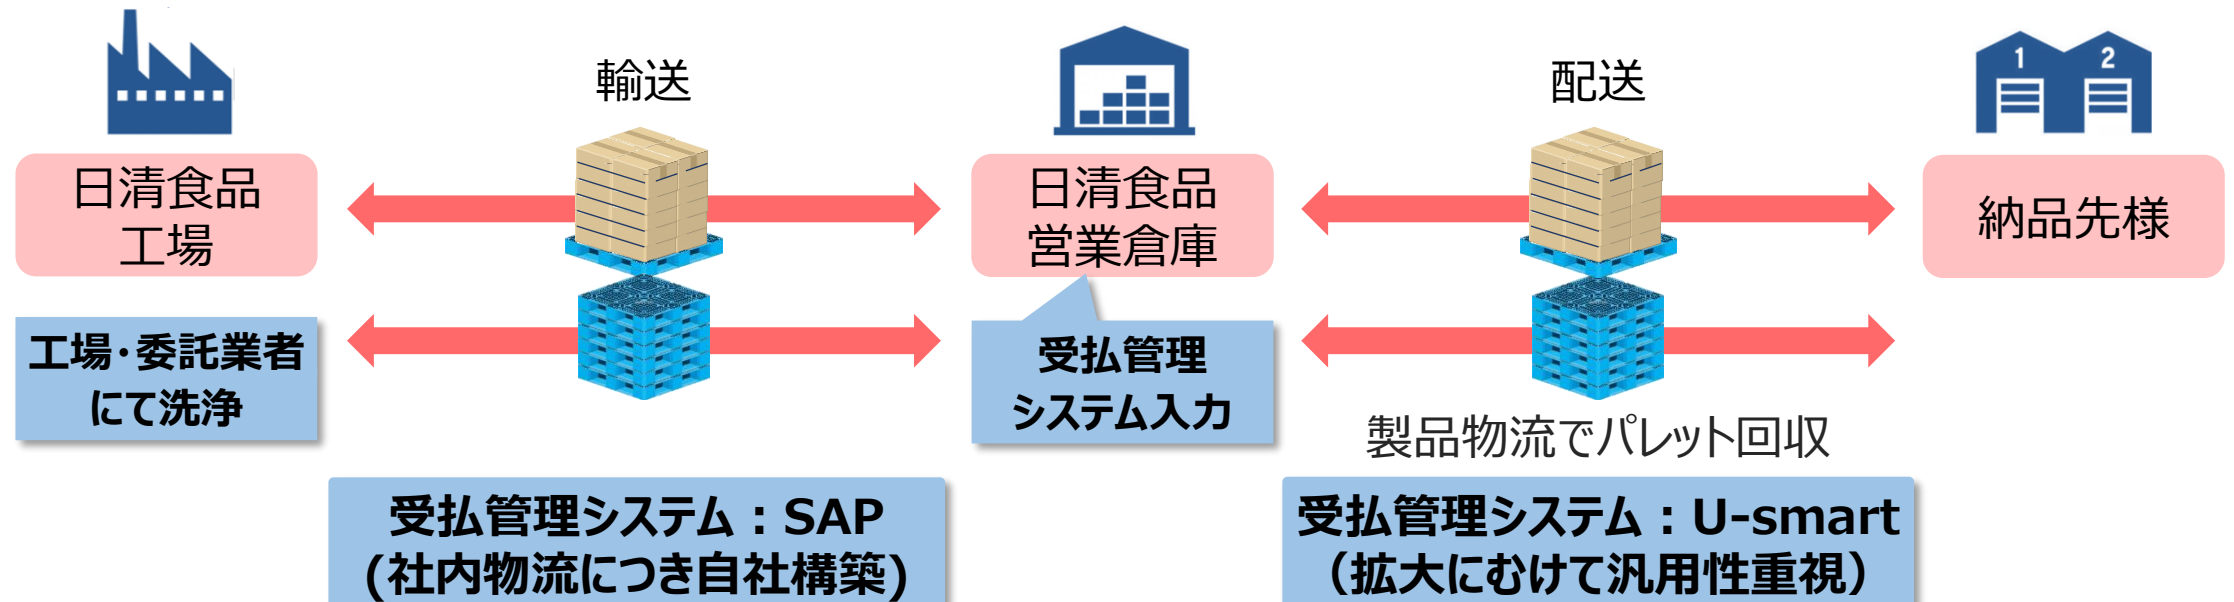 輸送
配送
1 2
日清食品
工場
日清食品
営業倉庫
納品先様
工場・委託業者
にて洗浄
受払管理
システム入力
製品物流でパレット回収
受払管理システム：SAP
(社内物流につき自社構築)
受払管理システム：U-smart
（拡大にむけて汎用性重視）